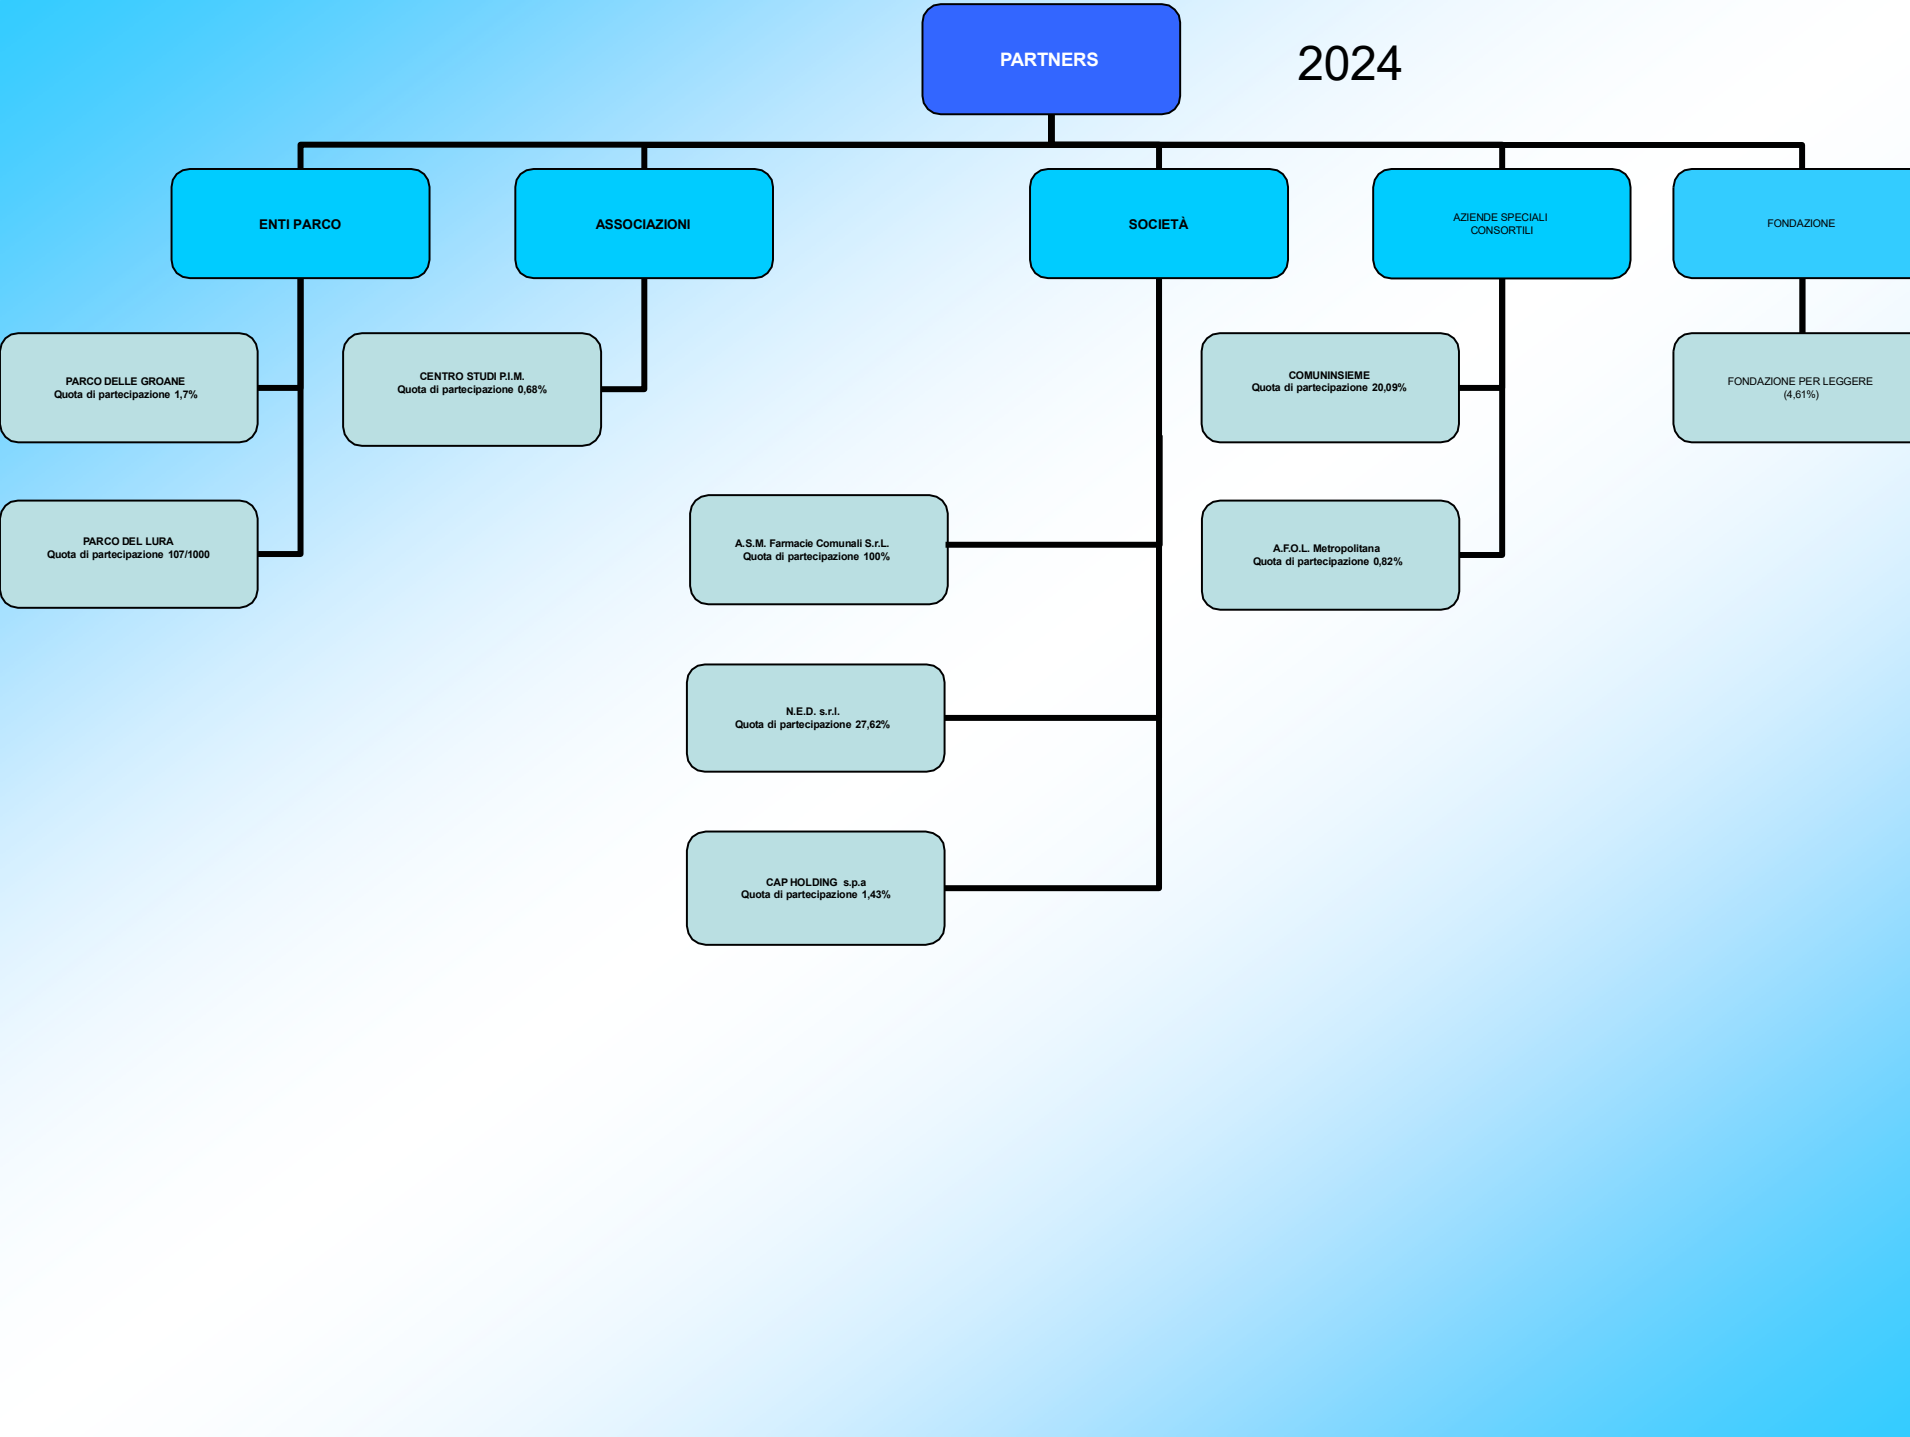 PARTNERS
2024
ENTI PARCO
ASSOCIAZIONI
SOCIETÀ
AZIENDE SPECIALI
CONSORTILI
FONDAZIONE
PARCO DELLE GROANE
Quota di partecipazione 1,7%
CENTRO STUDI P.I.M.
Quota di partecipazione 0,68%
COMUNINSIEME
Quota di partecipazione 20,09%
FONDAZIONE PER LEGGERE
(4,61%)
PARCO DEL LURA
Quota di partecipazione 107/1000
A.S.M. Farmacie Comunali S.r.L.
Quota di partecipazione 100%
A.F.O.L. Metropolitana
Quota di partecipazione 0,82%
N.E.D. s.r.l.
Quota di partecipazione 27,62%
CAP HOLDING s.p.a
Quota di partecipazione 1,43%